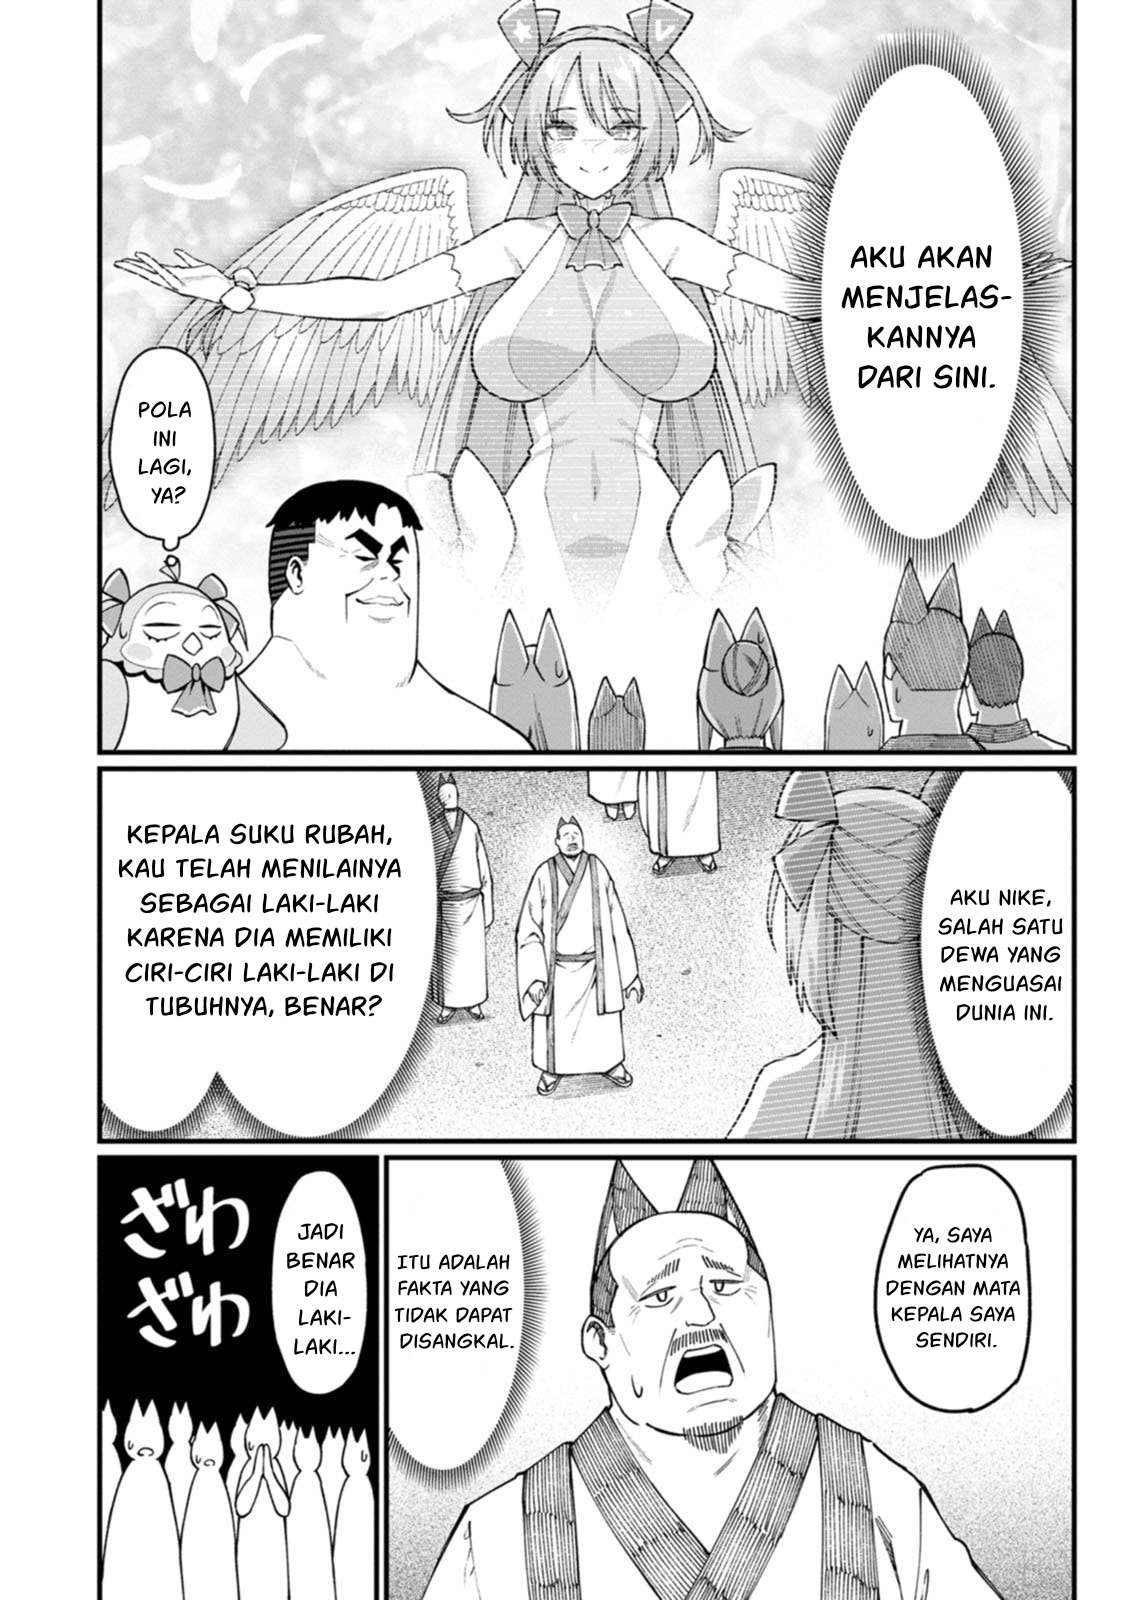 AKU AKAN
MENJELAS-
KANNYA
DARI SINI.
POLA
INI
LAGI,
YA?
AKU NIKE,
SALAH SATU
DEWA YANG
MENGUASAI
DUNIA INI.
KEPALA SUKU RUBAH,
KAU TELAH MENILAINYA
SEBAGAI LAKI-LAKI
KARENA DIA MEMILIKI
CIRI-CIRI LAKI-LAKI DI
TUBUHNYA, BENAR?
YA, SAYA
MELIHATNYA
DENGAN MATA
KEPALA SAYA
SENDIRI.
ITU ADALAH
FAKTA YANG
TIDAK DAPAT
DISANGKAL.
JADI
BENAR
DIA
LAKI-
LAKI...
ざわ
ざわ